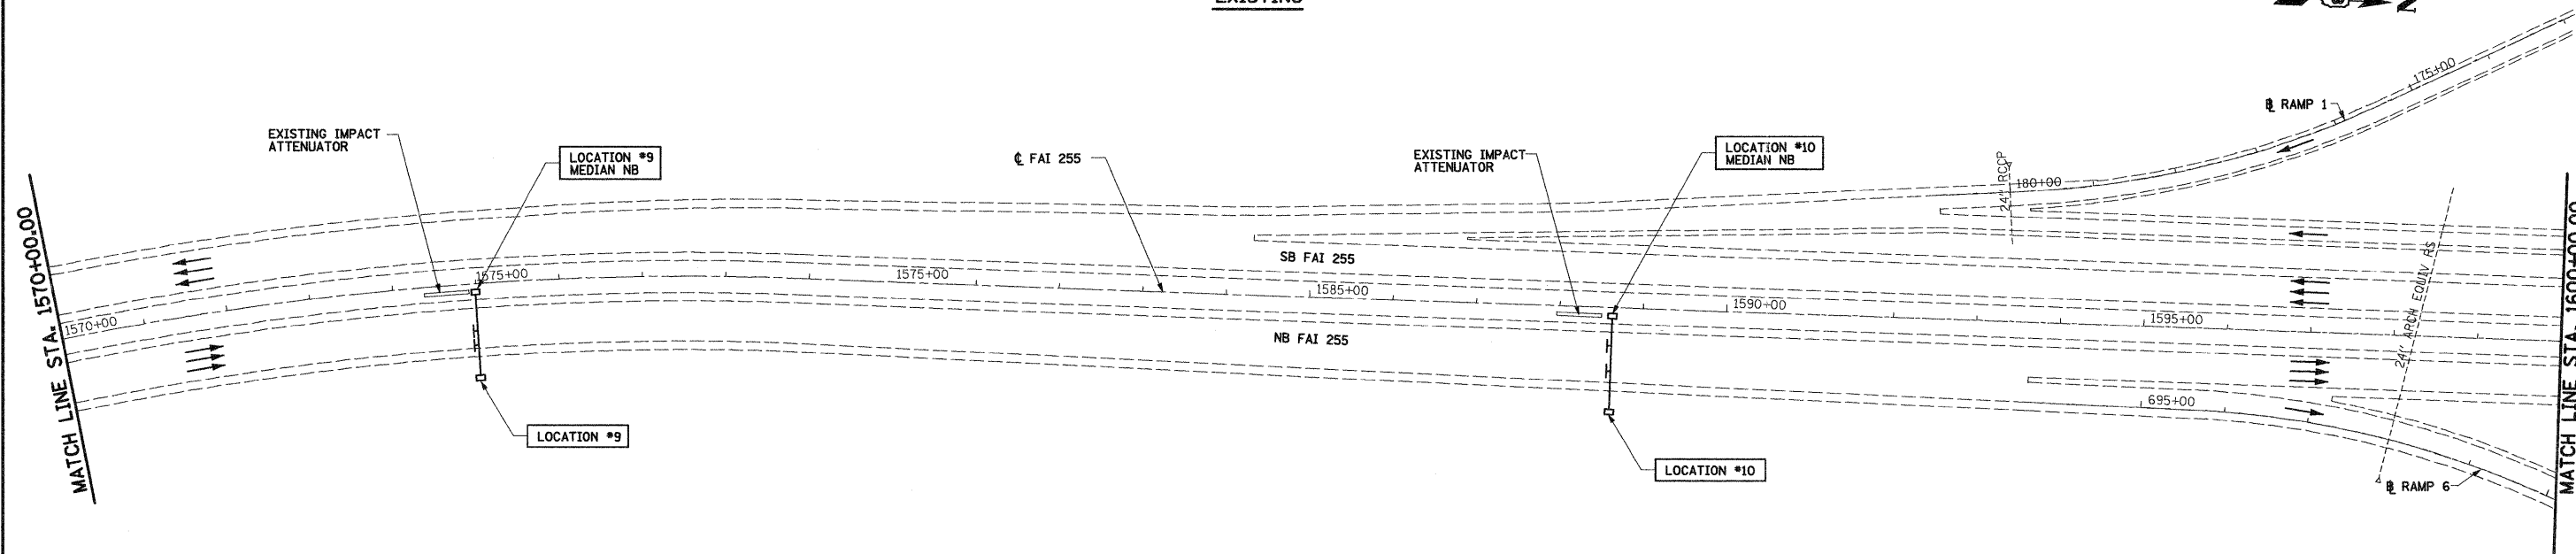 EXISTING
N
175+00
℄ RAMP 1
EXISTING IMPACT
ATTENUATOR
LOCATION #9
MEDIAN NB
℄ FAI 255
EXISTING IMPACT
ATTENUATOR
LOCATION #10
MEDIAN NB
24" RCCP
180+00
MATCH LINE STA. 1570+00.00
MATCH LINE STA. 1600+00.00
1570+00
1575+00
1575+00
SB FAI 255
1585+00
1590+00
1595+00
NB FAI 255
24" ARCH EQUIV RS
695+00
LOCATION #9
LOCATION #10
℄ RAMP 6